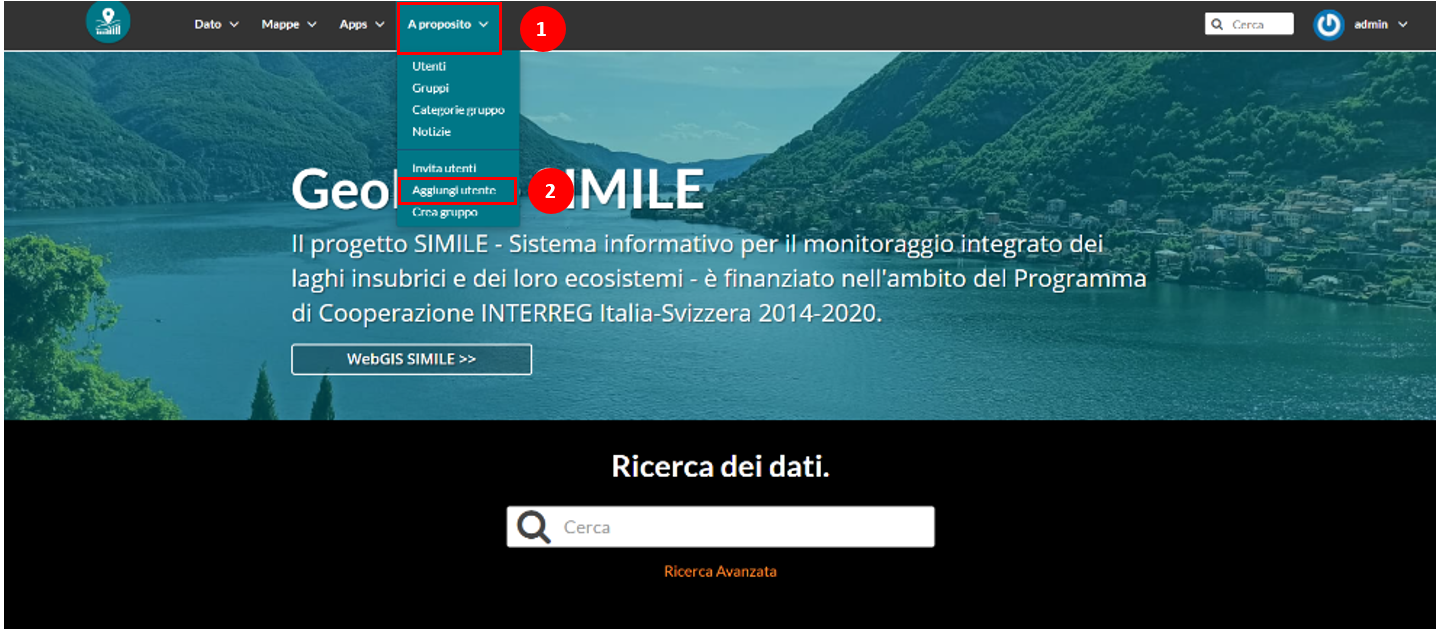 Dato
Mappe
Apps
A proposito
1
Cerca
admin
Utenti
Gruppi
Categorie gruppo
Notizie
Invita utenti
Aggiungi utente
2
Crea gruppo
Geo IMILE
Il progetto SIMILE - Sistema informativo per il monitoraggio integrato dei
laghi insubrici e dei loro ecosistemi - è finanziato nell'ambito del Programma
di Cooperazione INTERREG Italia-Svizzera 2014-2020.
WebGIS SIMILE >>
Ricerca dei dati.
Cerca
Ricerca Avanzata